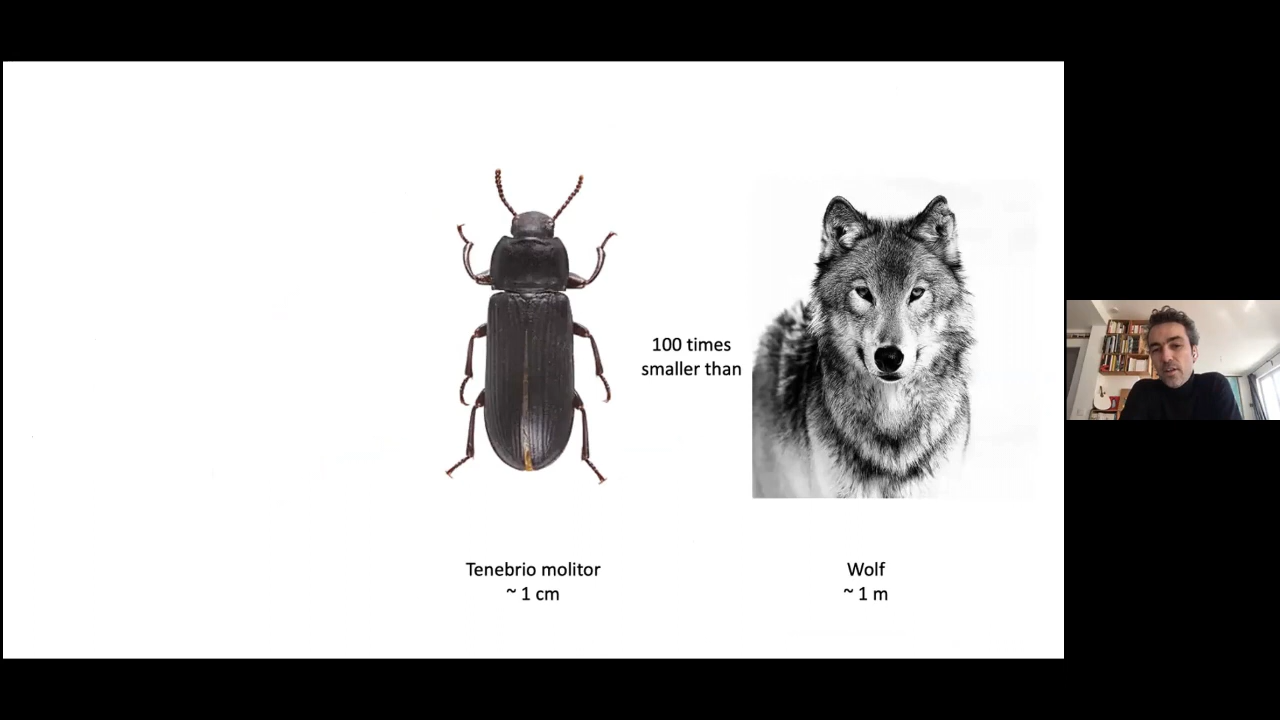 100 times
smaller than
Tenebrio molitor
~ 1 cm
Wolf
~ 1 m